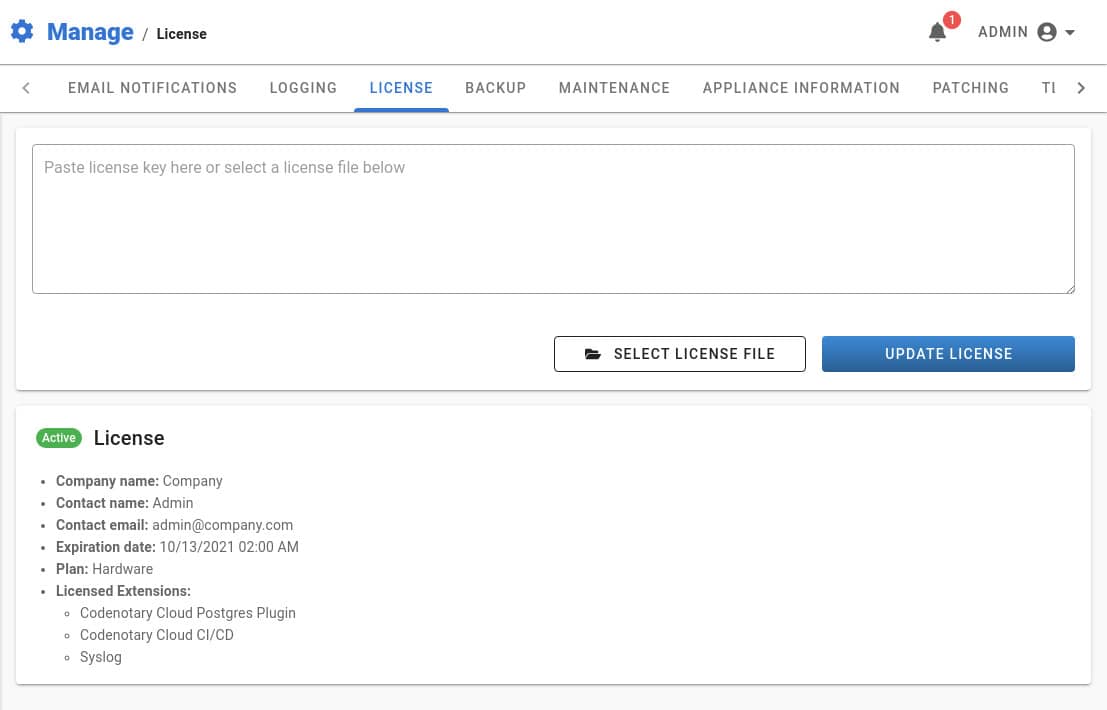 Manage / License
1
ADMIN
EMAIL NOTIFICATIONS LOGGING LICENSE BACKUP MAINTENANCE APPLIANCE INFORMATION PATCHING
Paste license key here or select a license file below
SELECT LICENSE FILE UPDATE LICENSE
Active License
• Company name: Company
• Contact name: Admin
• Contact email: admin@company.com
• Expiration date: 10/13/2021 02:00 AM
• Plan: Hardware
• Licensed Extensions:
◦ Codenotary Cloud Postgres Plugin
◦ Codenotary Cloud CI/CD
◦ Syslog